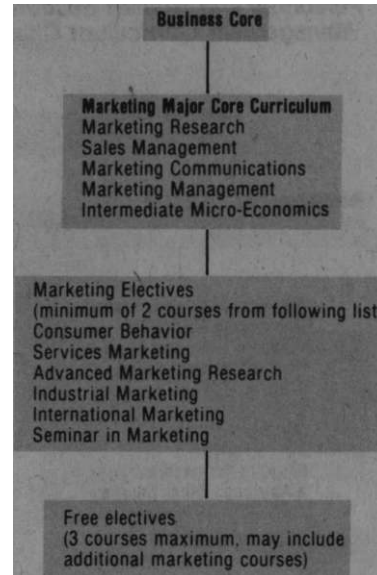 Business Core
Marketing Major Core Curriculum
Marketing Research
Sales Management
Marketing Communications
Marketing Management
Intermediate Micro-Economics
Marketing Electives
(minimum of 2 courses from following list
Consumer Behavior
Services Marketing
Advanced Marketing Research
Industrial Marketing
International Marketing
Seminar in Marketing
Free electives
(3 courses maximum, may include
additional marketing courses)